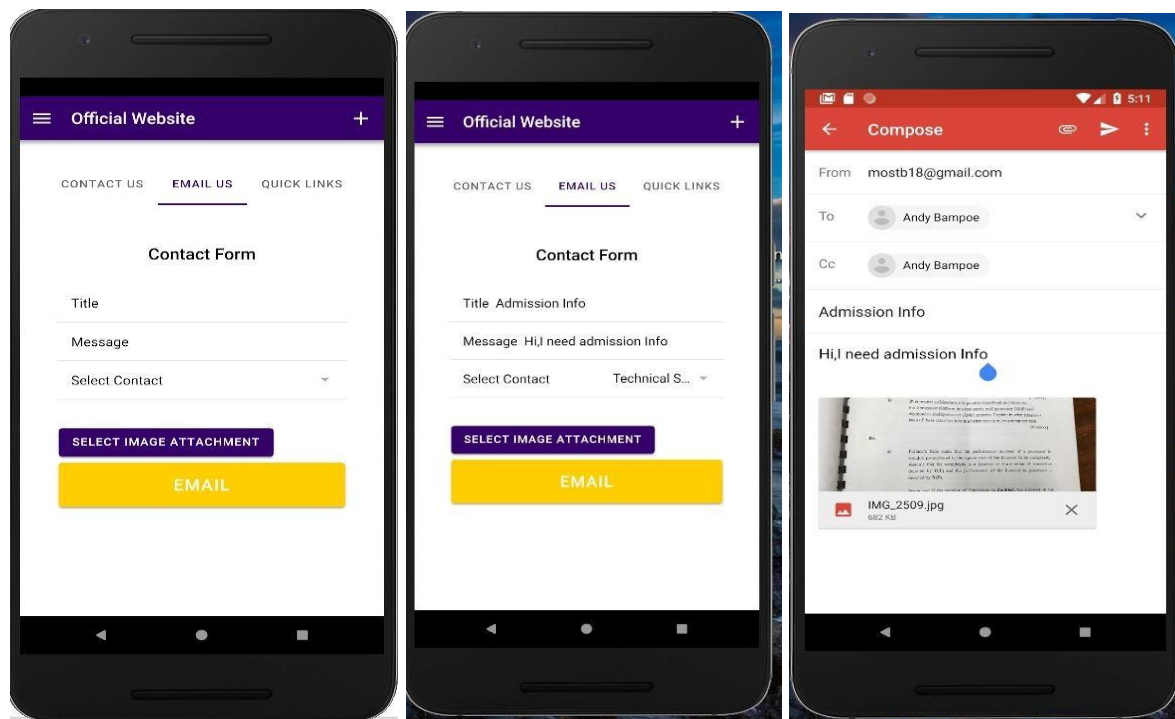 Official Website
+
CONTACT US EMAIL US QUICK LINKS
Contact Form
Title
Message
Select Contact
SELECT IMAGE ATTACHMENT
EMAIL
Official Website
+
CONTACT US EMAIL US QUICK LINKS
Contact Form
Title Admission Info
Message Hi,I need admission Info
Select Contact Technical S...
SELECT IMAGE ATTACHMENT
EMAIL
5:11
Compose
From mostb18@gmail.com
To Andy Bampoe
Cc Andy Bampoe
Admission Info
Hi,I need admission Info
IMG_2509.jpg
682 KB